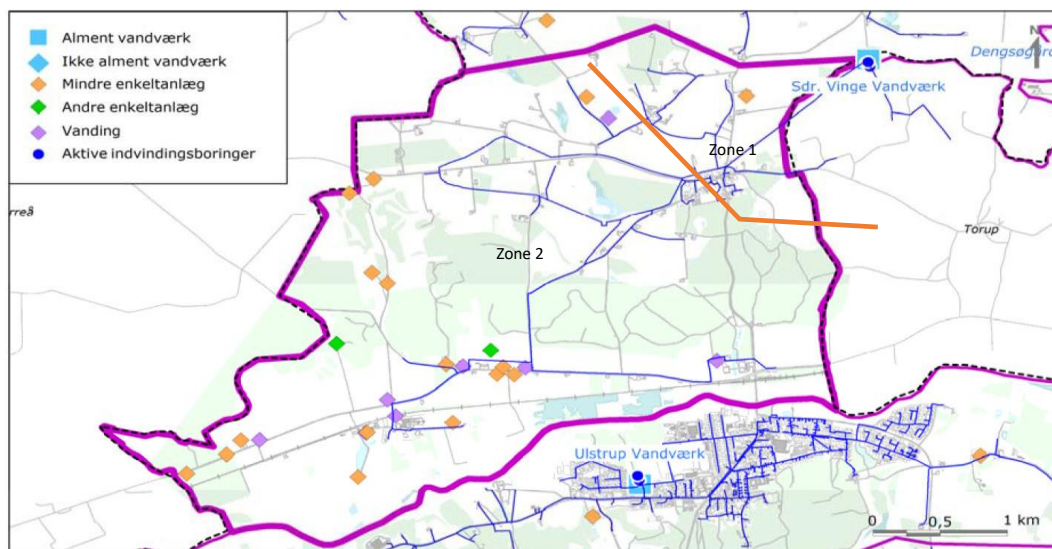 Alment vandværk
Ikke alment vandværk
Mindre enkeltanlæg
Andre enkeltanlæg
Vanding
Aktive indvindingsboringer
N
Sdr. Vinge Vandværk
Zone 1
rreå
Torup
Zone 2
Ulstrup Vandværk
0 0,5 1 km